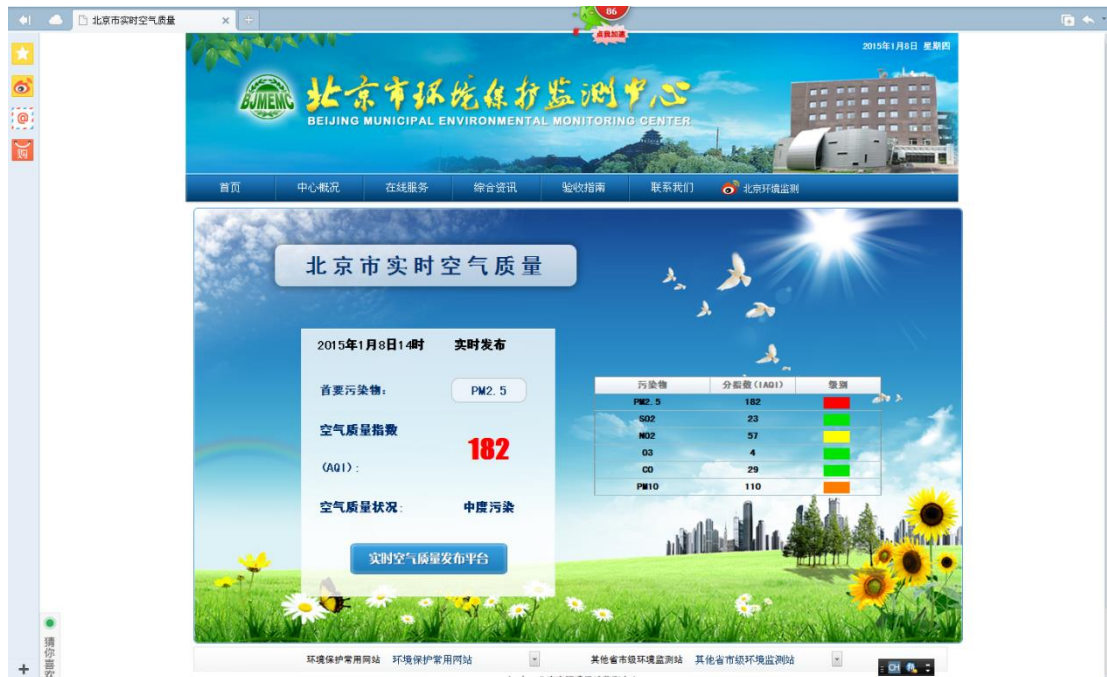 北京市实时空气质量
86
点我加速
2015年1月8日 星期四
BJMEMC
北京市环境保护监测中心
BEIJING MUNICIPAL ENVIRONMENTAL MONITORING CENTER
首页 中心概况 在线服务 综合资讯 验收指南 联系我们 北京环境监测
北京市实时空气质量
2015年1月8日14时 实时发布
首要污染物: PM2.5
空气质量指数
182
(AQI):
空气质量状况: 中度污染
实时空气质量发布平台
污染物 分指数(IAQI) 级别
PM2.5 182
SO2 23
NO2 57
O3 4
CO 29
PM10 110
购
猜你喜欢
环境保护常用网站 环境保护常用网站 其他省市级环境监测站 其他省市级环境监测站
CH